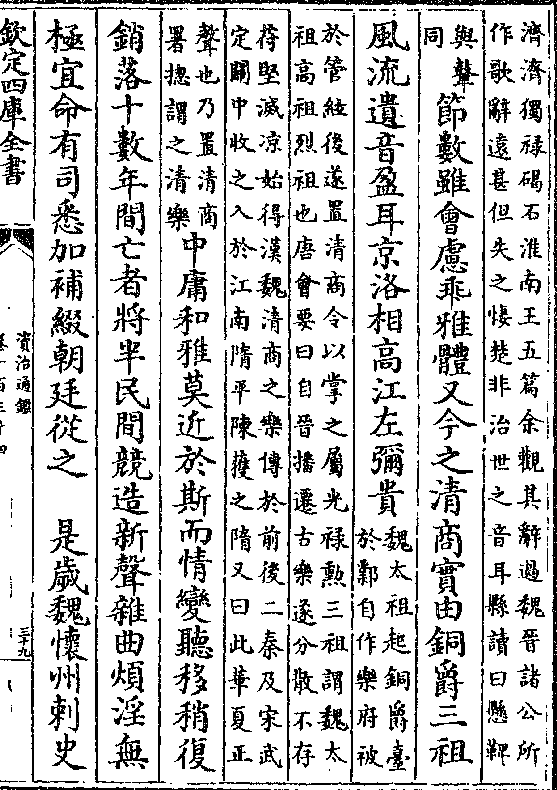 濟濟獨祿碣石淮南王五篇余觀其辭過魏晉諸公所
作歌辭遠甚但失之悽楚非治世之音耳縣讀曰懸鞞
與鼙
同
節數雖會慮乖雅體又今之清商實由銅爵三祖
風流遺音盈耳京洛相高江左彌貴
魏太祖起銅爵臺
於鄴自作樂府被
於管絃後遂置清商令以掌之屬光祿勲三祖謂魏太
祖高祖烈祖也唐會要曰自晉播遷古樂遂分散不存
苻堅滅凉始得漢魏清商之樂傳於前後二秦及宋武
定關中收之入於江南隋平陳獲之隋又曰此華夏正
聲也乃置清商
署摠謂之清樂
中庸和雅莫近於斯而情變聽移稍復
銷落十數年間亡者將半民間競造新聲雜曲煩淫無
極宜命有司悉加補綴朝廷從之　是歲魏懷州刺史
欽定四庫全書
資治通鑑
卷一百三十四
三十九